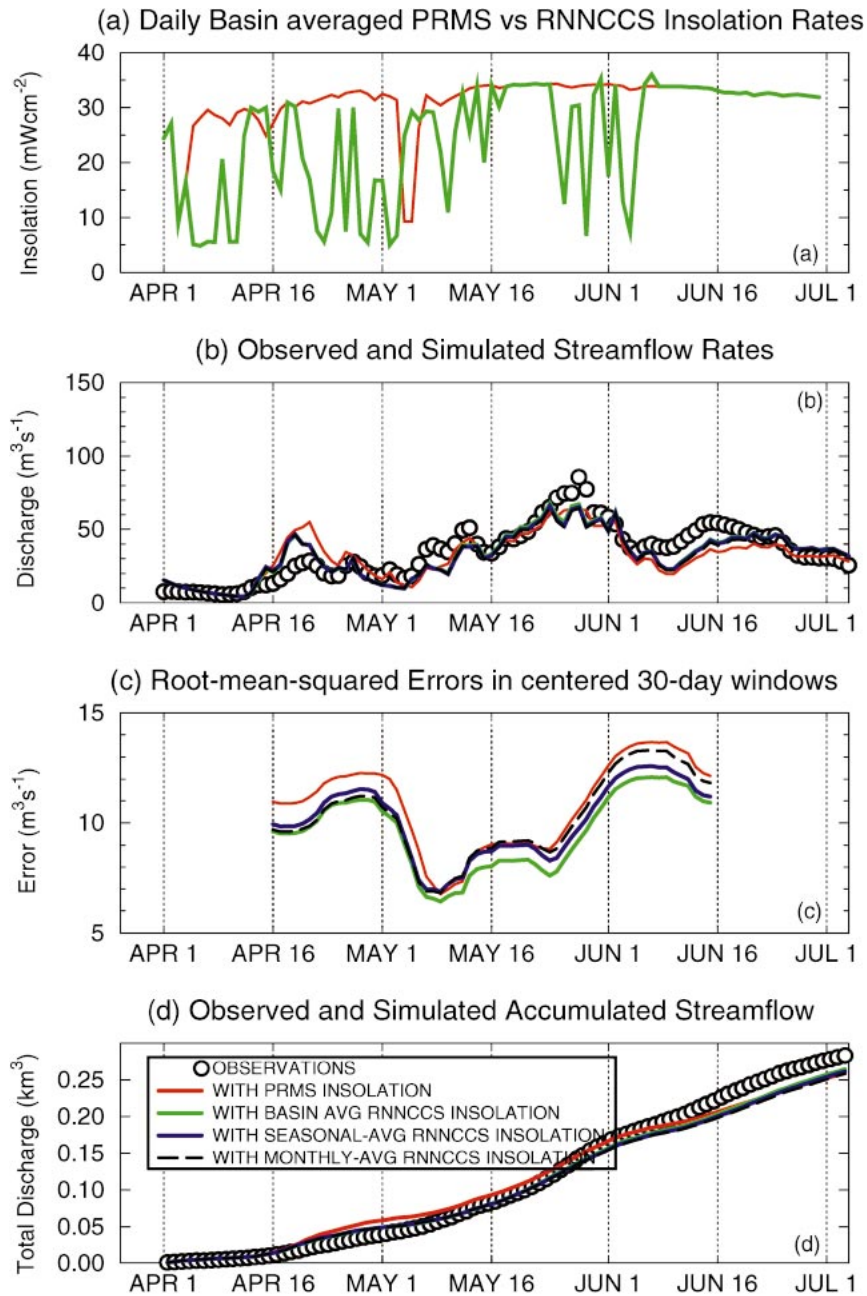 (a) Daily Basin averaged PRMS vs RNNCCS Insolation Rates
40
30
20
10
0
Insolation (mWcm-2)
(a)
APR 1 APR 16 MAY 1 MAY 16 JUN 1 JUN 16 JUL 1
(b) Observed and Simulated Streamflow Rates
150
100
50
0
Discharge (m3s-1)
(b)
APR 1 APR 16 MAY 1 MAY 16 JUN 1 JUN 16 JUL 1
(c) Root-mean-squared Errors in centered 30-day windows
15
10
5
Error (m3s-1)
(c)
APR 1 APR 16 MAY 1 MAY 16 JUN 1 JUN 16 JUL 1
(d) Observed and Simulated Accumulated Streamflow
0.25
0.20
0.15
0.10
0.05
0.00
Total Discharge (km3)
OBSERVATIONS
WITH PRMS INSOLATION
WITH BASIN AVG RNNCCS INSOLATION
WITH SEASONAL-AVG RNNCCS INSOLATION
WITH MONTHLY-AVG RNNCCS INSOLATION
(d)
APR 1 APR 16 MAY 1 MAY 16 JUN 1 JUN 16 JUL 1